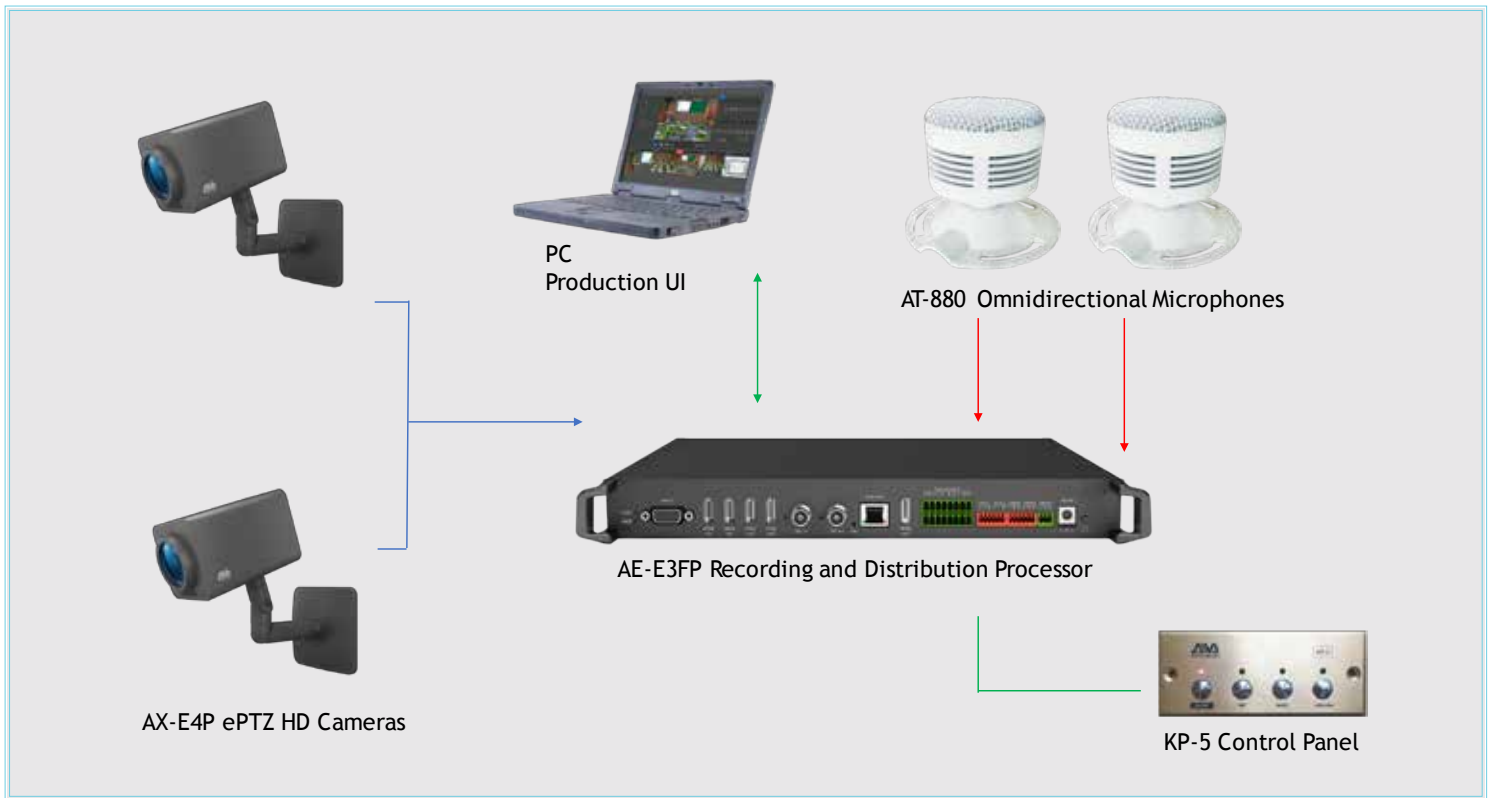 PC
Production UI
AT-880 Omnidirectional Microphones
AE-E3FP Recording and Distribution Processor
AX-E4P ePTZ HD Cameras
KP-5 Control Panel